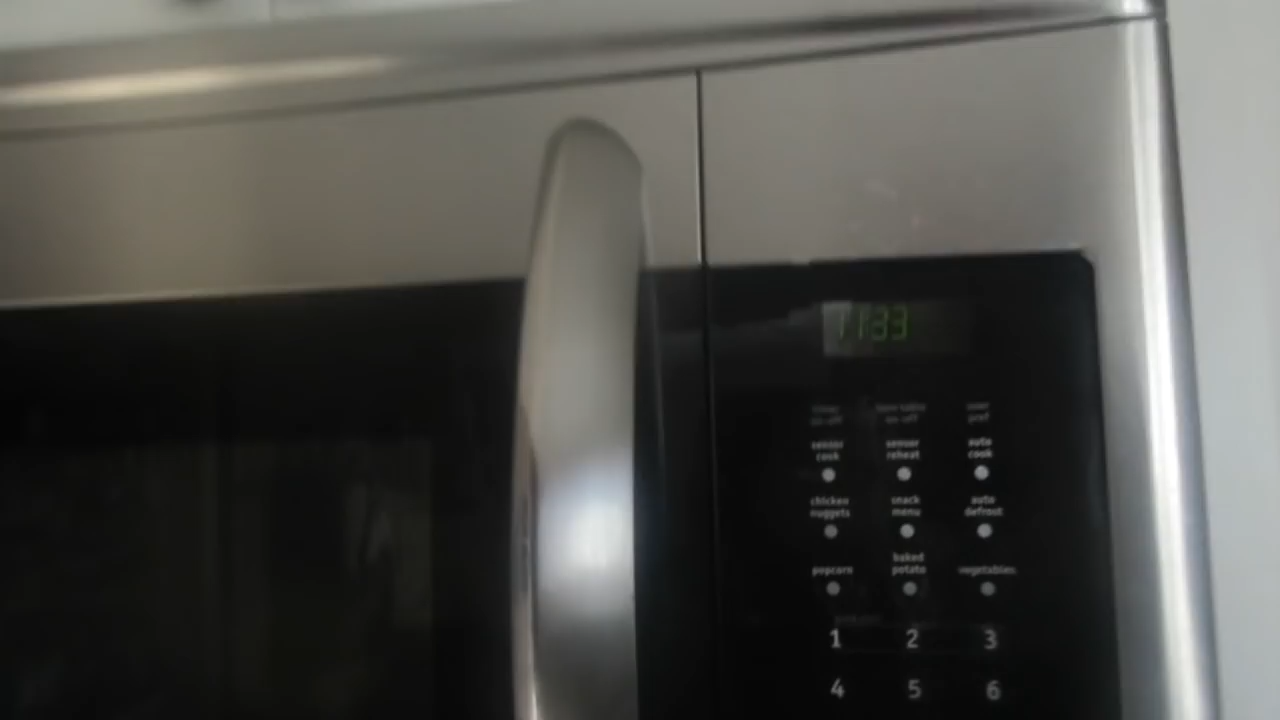 1133
sensor sensor auto
cook reheat cook
chicken snack auto
nuggets menu defrost
popcorn baked potato vegetables
1 2 3
4 5 6